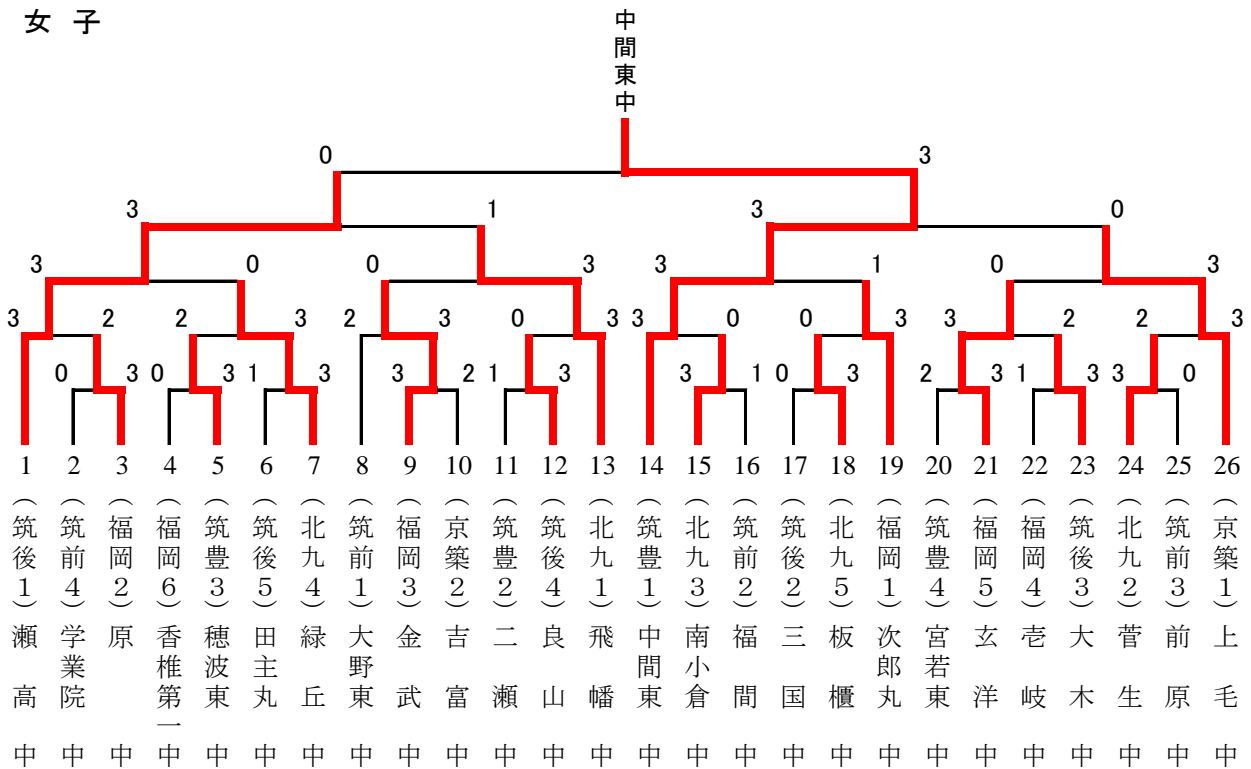 女 子
中間東中
0 3
3 1 3 0
3 0 0 3 3 1 0 3
3 2 2 3 2 3 0 3 3 0 0 3 3 2 2 3
0 3 0 3 1 3 3 2 1 3 3 1 0 3 2 3 1 3 3 0
1 2 3 4 5 6 7 8 9 10 11 12 13 14 15 16 17 18 19 20 21 22 23 24 25 26
(筑後1)瀬高中
(筑前4)学業院中
(福岡2)原中
(福岡6)香椎第一中
(筑豊3)穂波東中
(筑後5)田主丸中
(北九4)緑丘中
(筑前1)大野東中
(福岡3)金武中
(京築2)吉富中
(筑豊2)二瀬中
(筑後4)良山中
(北九1)飛幡中
(筑豊1)中間東中
(北九3)南小倉中
(筑前2)福間中
(筑後2)三国中
(北九5)板櫃中
(福岡1)次郎丸中
(筑豊4)宮若東中
(福岡5)玄洋中
(福岡4)壱岐中
(筑後3)大木中
(北九2)菅生中
(筑前3)前原中
(京築1)上毛中